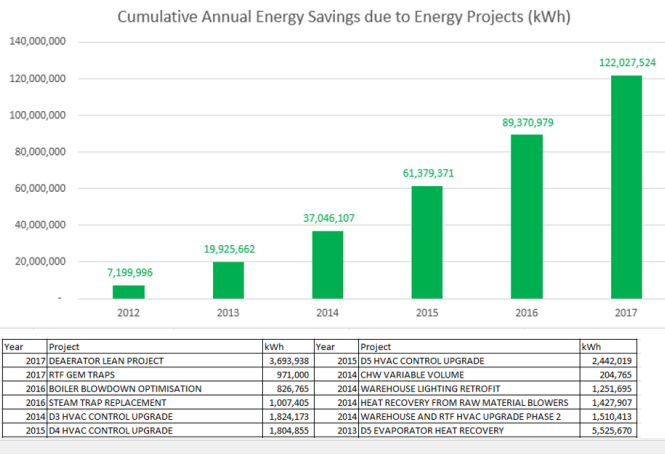 Cumulative Annual Energy Savings due to Energy Projects (kWh)
140,000,000
120,000,000
100,000,000
80,000,000
60,000,000
40,000,000
20,000,000
-
7,199,996
19,925,662
37,046,107
61,379,371
89,370,979
122,027,524
2012 2013 2014 2015 2016 2017
Year Project kWh Year Project kWh
2017 DEAERATOR LEAN PROJECT 3,693,938 2015 D5 HVAC CONTROL UPGRADE 2,442,019
2017 RTF GEM TRAPS 971,000 2014 CHW VARIABLE VOLUME 204,765
2016 BOILER BLOWDOWN OPTIMISATION 826,765 2014 WAREHOUSE LIGHTING RETROFIT 1,251,695
2016 STEAM TRAP REPLACEMENT 1,007,405 2014 HEAT RECOVERY FROM RAW MATERIAL BLOWERS 1,427,907
2014 D3 HVAC CONTROL UPGRADE 1,824,173 2014 WAREHOUSE AND RTF HVAC UPGRADE PHASE 2 1,510,413
2015 D4 HVAC CONTROL UPGRADE 1,804,855 2013 D5 EVAPORATOR HEAT RECOVERY 5,525,670